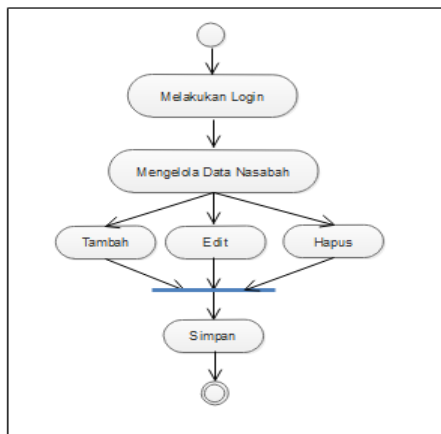 Melakukan Login
Mengelola Data Nasabah
Tambah
Edit
Hapus
Simpan